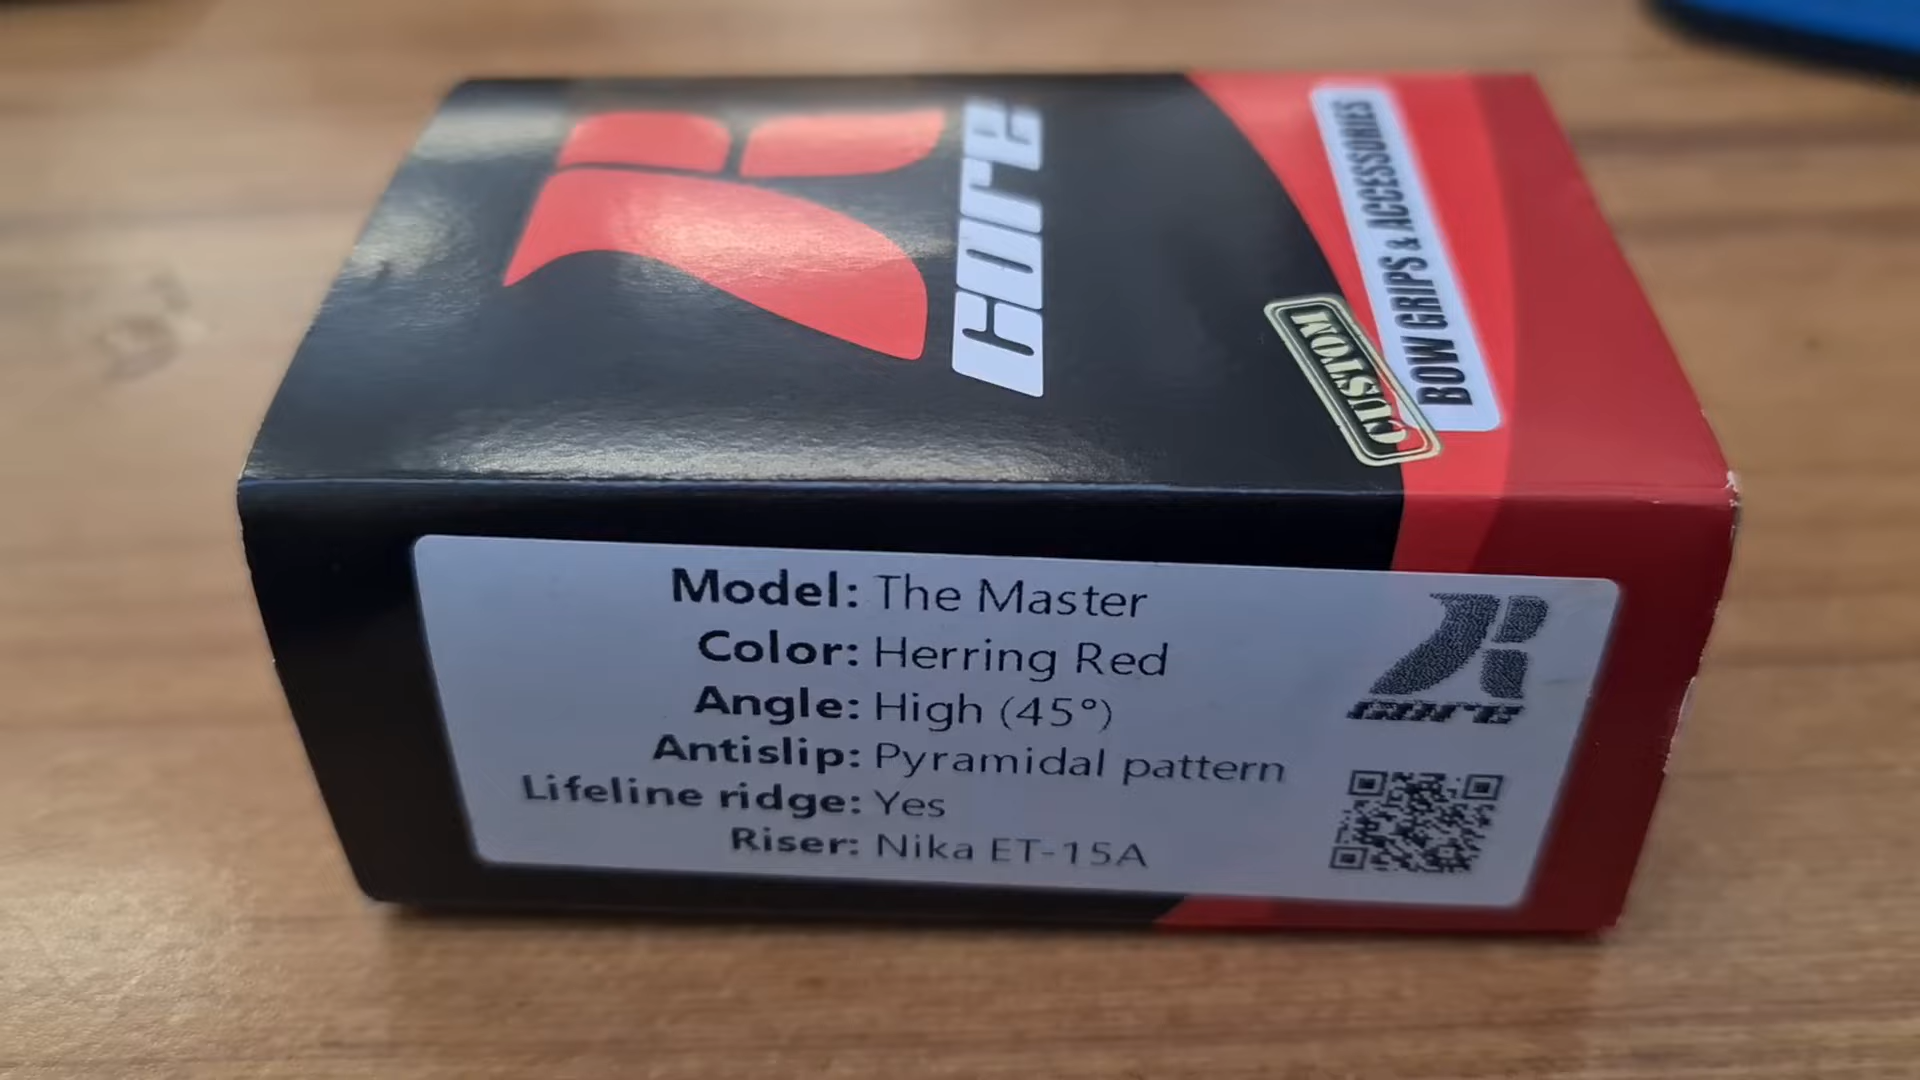 core
BOW GRIPS & ACCESSORIES
CUSTOM
Model: The Master
Color: Herring Red
Angle: High (45°)
Antislip: Pyramidal pattern
Lifeline ridge: Yes
Riser: Nika ET-15A
core